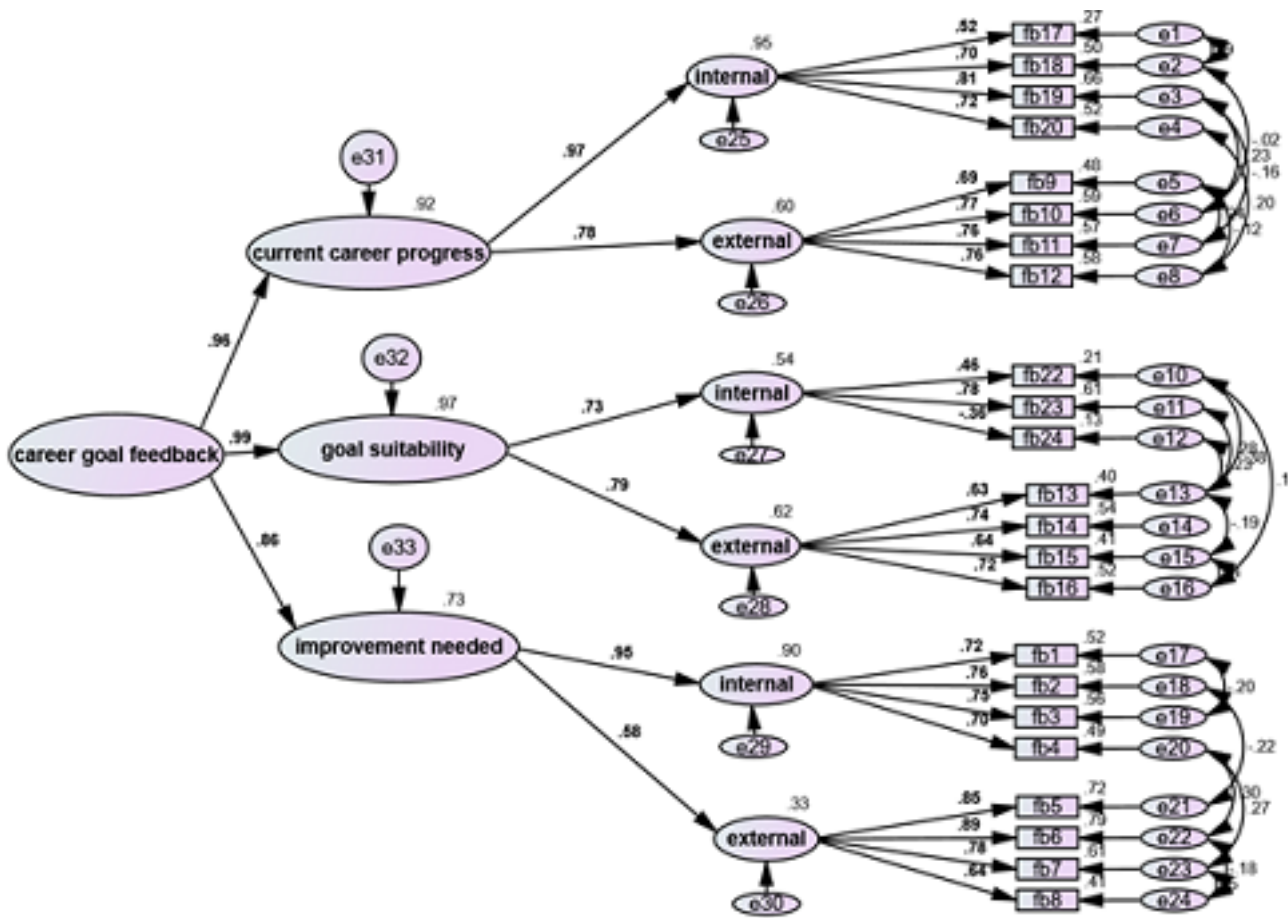 .52 fb17 .27 e1
.95
.70 fb18 .50 e2
internal
.81 fb19 .66 e3
.72 fb20 .52 e4
e25
-.02
.23
-.16
e31
.97
.92
current career progress
.78
.60
external
e26
.69 fb9 .48 e5
.77 fb10 .59 e6
.76 fb11 .57 e7
.76 fb12 .58 e8
.20
.12
.96
e32
.97
.99
career goal feedback
goal suitability
.73
.54
internal
e27
.46 fb22 .21 e10
.78 fb23 .61 e11
-.36 fb24 .13 e12
.79
.62
external
e28
.63 fb13 .40 e13
.74 fb14 .54 e14
.64 fb15 .41 e15
.72 fb16 .52 e16
-.19
.86
e33
.73
improvement needed
.95
.90
internal
e29
.72 fb1 .52 e17
.76 fb2 .58 e18
.75 fb3 .56 e19
.70 fb4 .49 e20
.20
-.22
.30
.27
.58
.33
external
e30
.85 fb5 .72 e21
.89 fb6 .79 e22
.78 fb7 .61 e23
.64 fb8 .41 e24
-.18